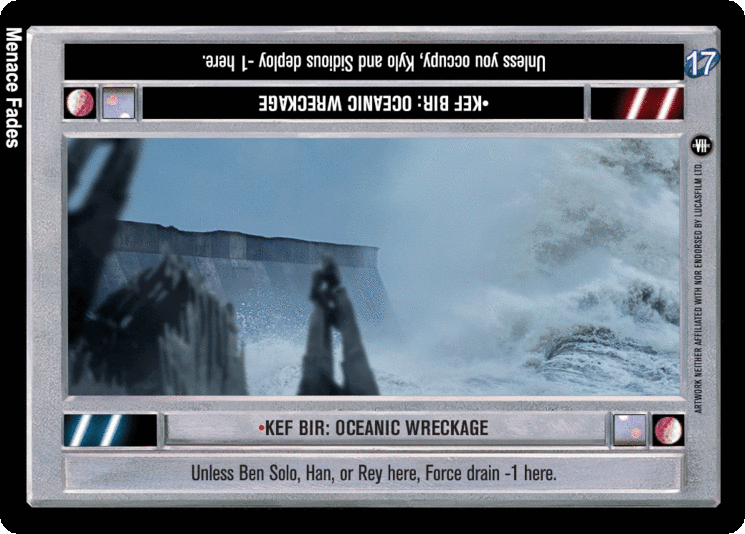 Menace Fades
Unless you occupy, Kylo and Sidious deploy -1 here.
17
•KEF BIR: OCEANIC WRECKAGE
VII
ARTWORK NEITHER AFFILIATED WITH NOR ENDORSED BY LUCASFILM LTD.
•KEF BIR: OCEANIC WRECKAGE
Unless Ben Solo, Han, or Rey here, Force drain -1 here.